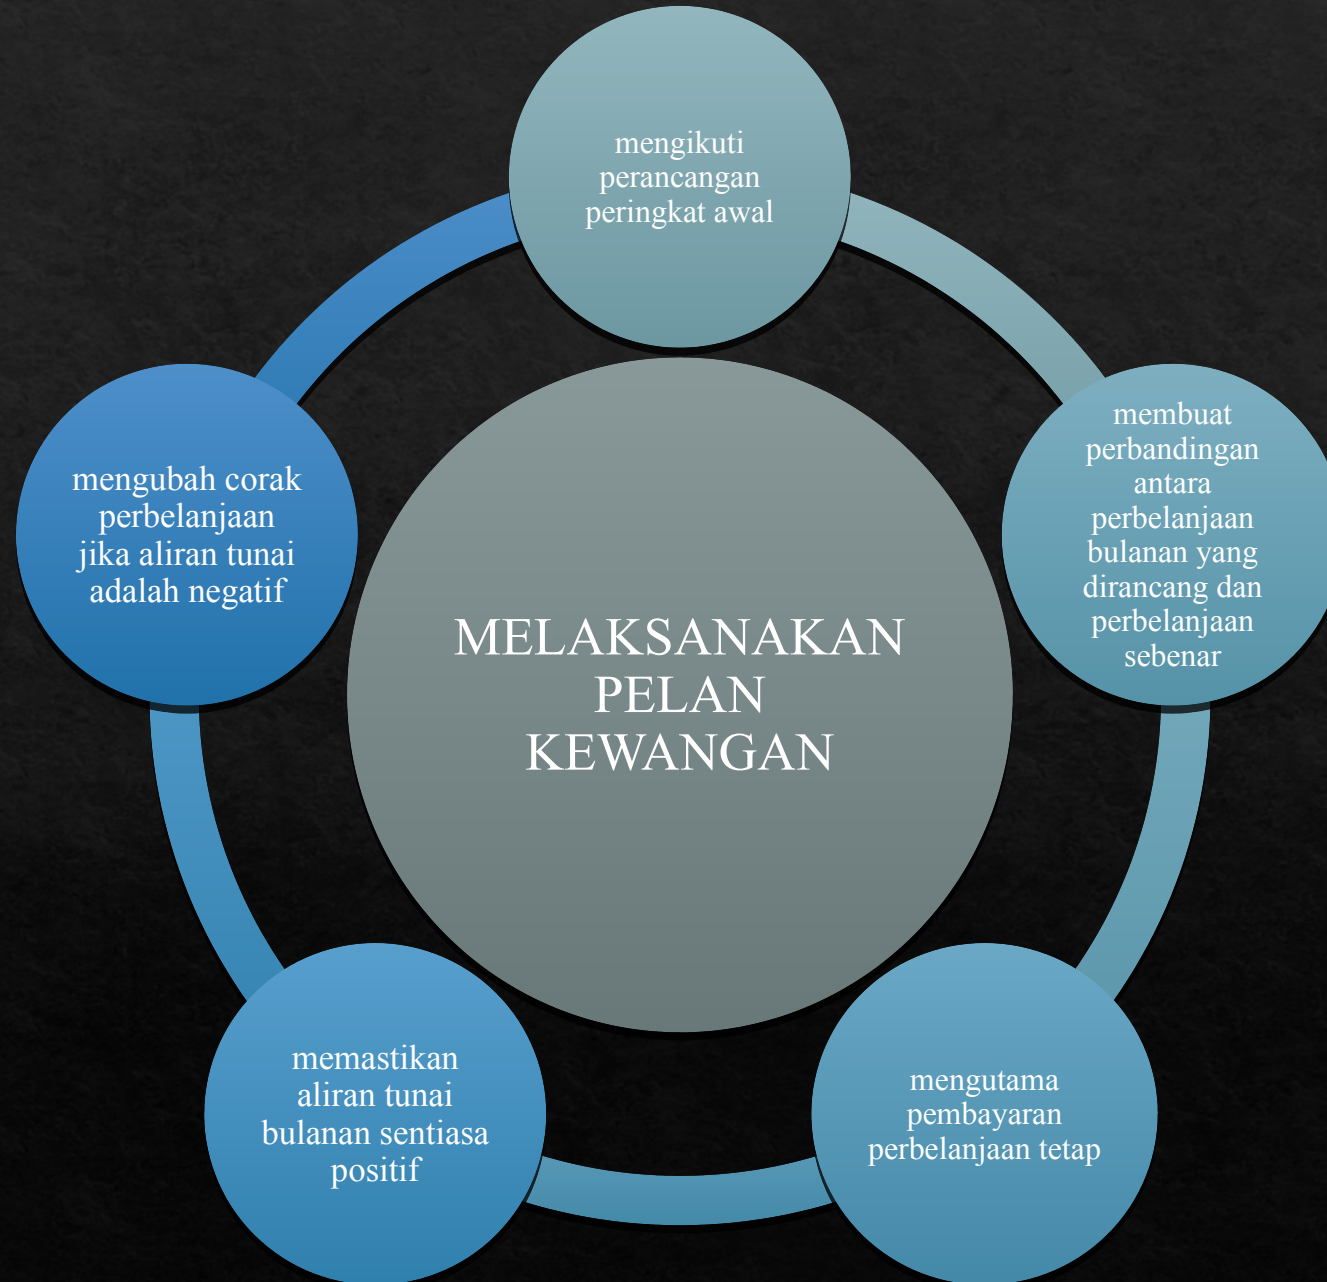 mengikuti
perancangan
peringkat awal
membuat
perbandingan
antara
perbelanjaan
bulanan yang
dirancang dan
perbelanjaan
sebenar
mengutama
pembayaran
perbelanjaan tetap
memastikan
aliran tunai
bulanan sentiasa
positif
mengubah corak
perbelanjaan
jika aliran tunai
adalah negatif
MELAKSANAKAN
PELAN
KEWANGAN